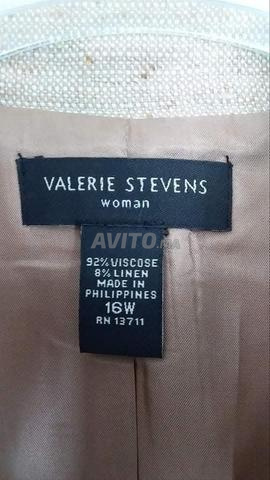 VALERIE STEVENS
woman
AVITO.ma
92% VISCOSE
8% LINEN
MADE IN
PHILIPPINES
16W
RN 13711